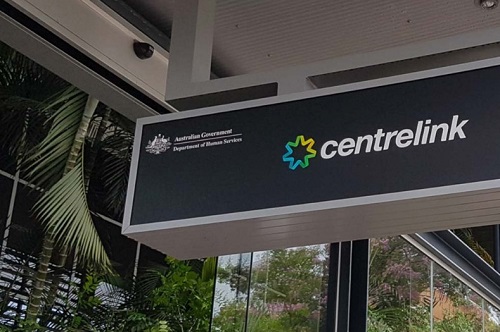 Australian Government
Department of Human Services
centrelink